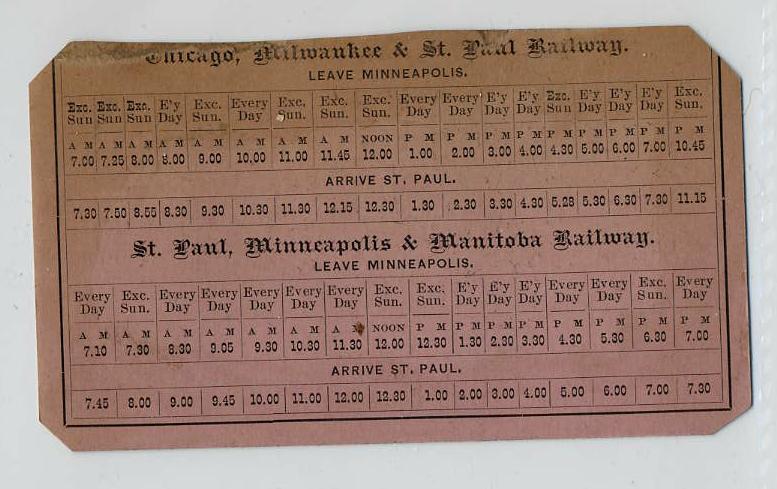 Chicago, Milwaukee & St. Paul Railway.
LEAVE MINNEAPOLIS.
Exc. Exc. Exc. E'y Exc. Every Exc. Exc. Exc. Every Every E'y E'y Exc. E'y E'y E'y Exc.
Sun Sun Sun Day Sun. Day Sun. Sun. Sun. Day Day Day Day Sun Day Day Day Sun.
A M A M A M A M A M A M A M A M NOON P M P M P M P M P M P M P M P M P M
7.00 7.25 8.00 8.00 9.00 10.00 11.00 11.45 12.00 1.00 2.00 3.00 4.00 4.30 5.00 6.00 7.00 10.45
ARRIVE ST. PAUL.
7.30 7.50 8.55 8.30 9.30 10.30 11.30 12.15 12.30 1.30 2.30 3.30 4.30 5.28 5.30 6.30 7.30 11.15
St. Paul, Minneapolis & Manitoba Railway.
LEAVE MINNEAPOLIS.
Every Exc. Every Every Every Every Every Exc. Exc. E'y E'y E'y Every Every Exc. Every
Day Sun. Day Day Day Day Day Sun. Sun. Day Day Day Day Day Sun. Day
A M A M A M A M A M A M A M NOON P M P M P M P M P M P M P M P M
7.10 7.30 8.30 9.05 9.30 10.30 11.30 12.00 12.30 1.30 2.30 3.30 4.30 5.30 6.30 7.00
ARRIVE ST. PAUL.
7.45 8.00 9.00 9.45 10.00 11.00 12.00 12.30 1.00 2.00 3.00 4.00 5.00 6.00 7.00 7.30